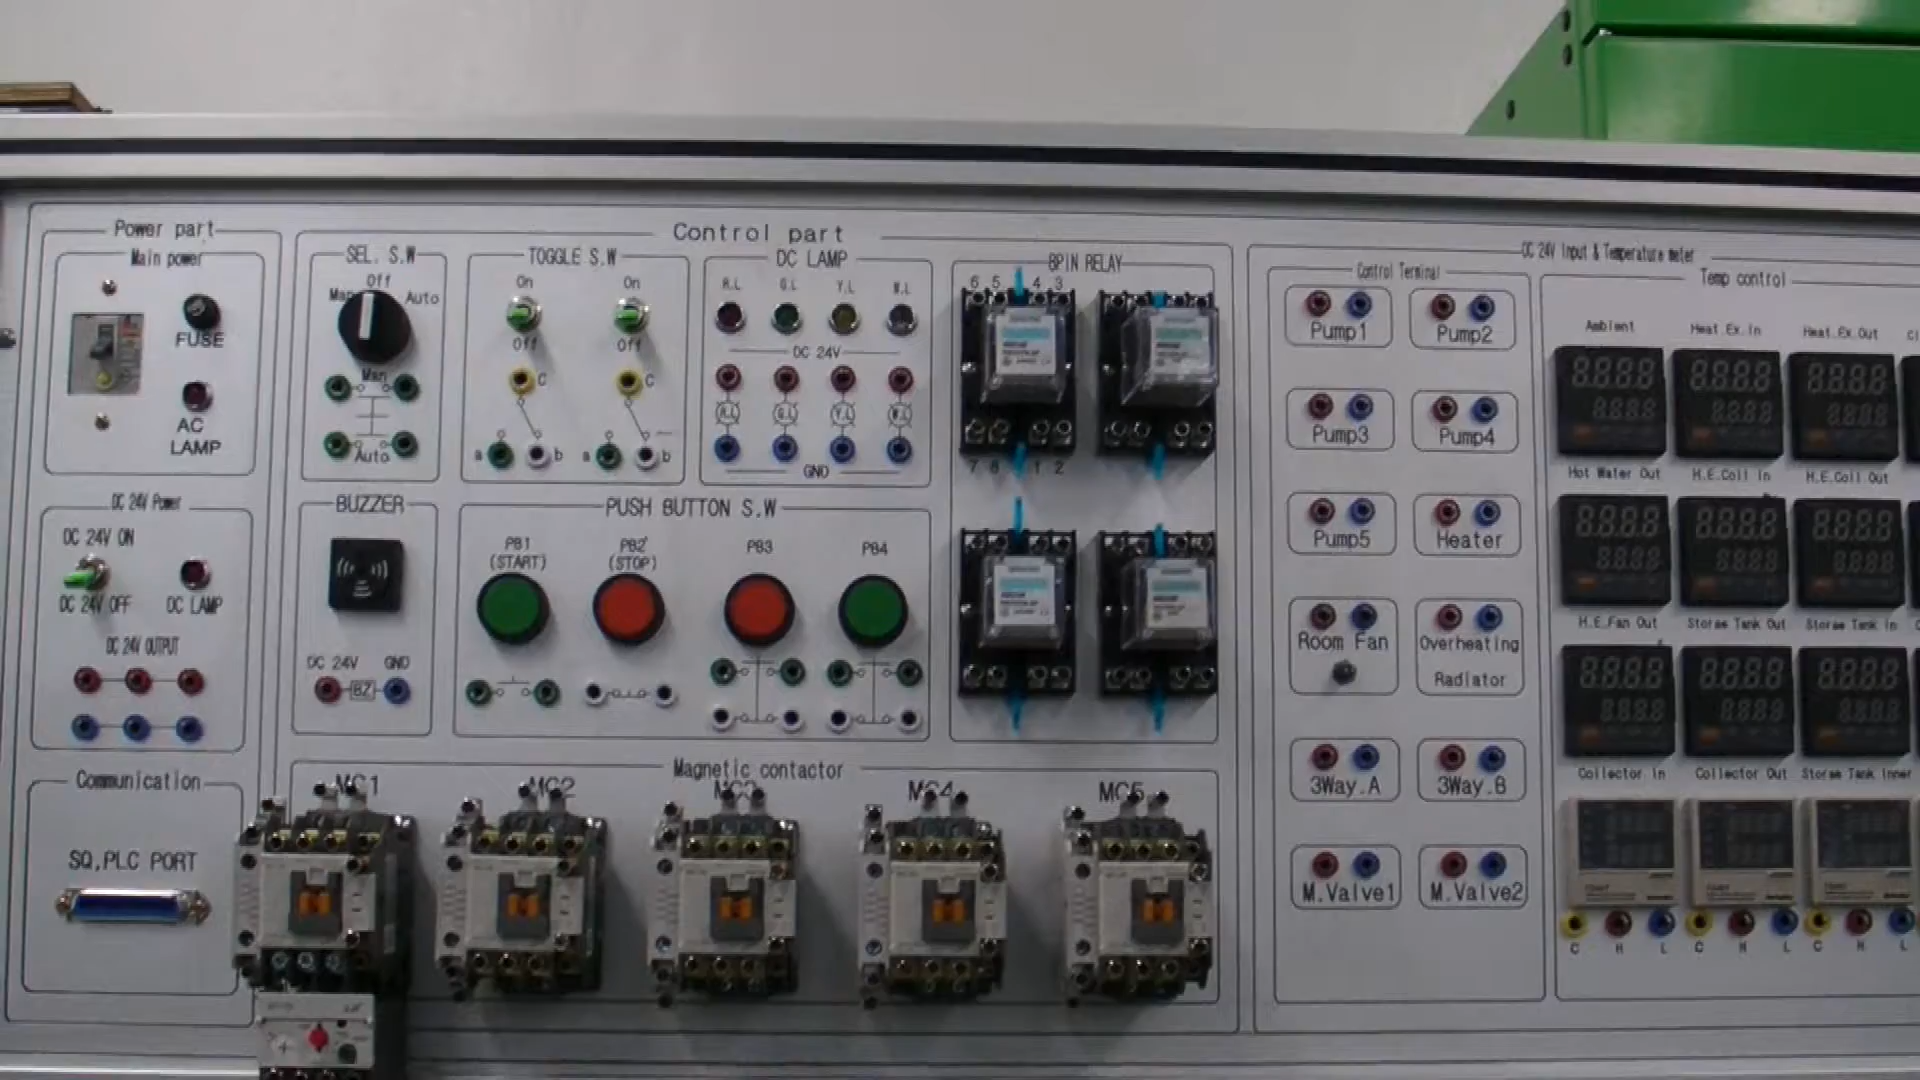 Power part
Main power
FUSE
AC
LAMP
DC 24V Power
DC 24V ON
DC 24V OFF
DC LAMP
DC 24V OUTPUT
Communication
SQ,PLC PORT
Control part
SEL. S.W
Off
Man
Auto
Man
Auto
TOGGLE S.W
On
On
Off
Off
C
C
a
b
a
b
DC LAMP
R.L
G.L
Y.L
W.L
DC 24V
R.L
G.L
Y.L
W.L
GND
BUZZER
DC 24V
GND
BZ
PUSH BUTTON S.W
PB1
(START)
PB2
(STOP)
PB3
PB4
8PIN RELAY
6 5 4 3
7 8 1 2
Magnetic contactor
MC1
MC2
MC3
MC4
MC5
DC 24V Input & Temperature meter
Control Terminal
Pump1
Pump2
Pump3
Pump4
Pump5
Heater
Room Fan
Overheating
Radiator
3Way.A
3Way.B
M.Valve1
M.Valve2
Temp control
Ambient
Heat.Ex.In
Heat.Ex.Out
Hot Water Out
H.E.Coll In
H.E.Coll Out
H.E.Fan Out
Storae Tank Out
Storae Tank In
Collector In
Collector Out
Storae Tank Inner
C H L
C H L
C H L